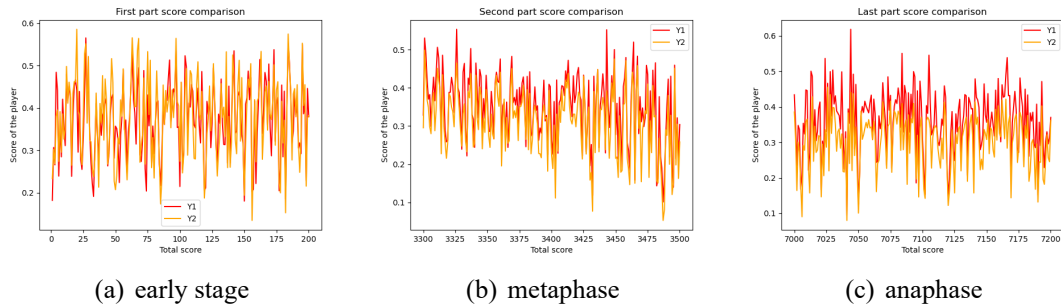 First part score comparison
0.6
0.5
0.4
0.3
0.2
Score of the player
Y1
Y2
0 25 50 75 100 125 150 175 200
Total score
(a) early stage
Second part score comparison
0.5
0.4
0.3
0.2
0.1
Score of the player
Y1
Y2
3300 3325 3350 3375 3400 3425 3450 3475 3500
Total score
(b) metaphase
Last part score comparison
0.6
0.5
0.4
0.3
0.2
0.1
Score of the player
Y1
Y2
7000 7025 7050 7075 7100 7125 7150 7175 7200
Total score
(c) anaphase